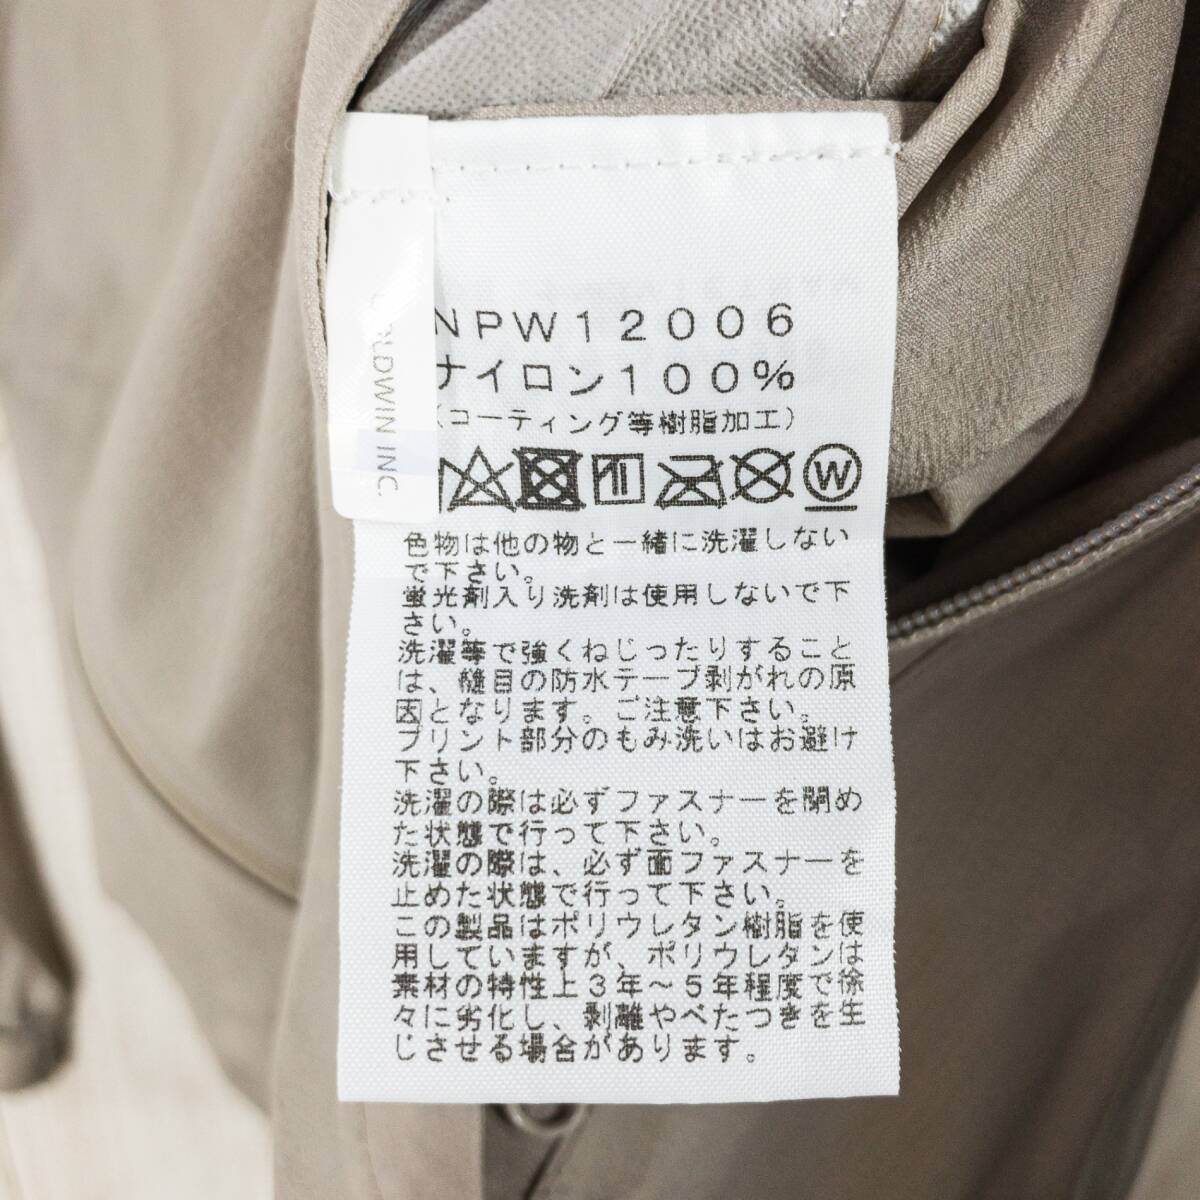 NPW12006
ナイロン100%
(コーティング等樹脂加工)
W
色物は他の物と一緒に洗濯しない
で下さい。
蛍光剤入り洗剤は使用しないで下
さい。
洗濯等で強くねじったりすること
は、縫目の防水テープ剥がれの原
因となります。ご注意下さい。
プリント部分のもみ洗いはお避け
下さい。
洗濯の際は必ずファスナーを閉め
た状態で行って下さい。
洗濯の際は、必ず面ファスナーを
止めた状態で行って下さい。
この製品はポリウレタン樹脂を使
用していますが、ポリウレタンは
素材の特性上3年~5年程度で徐
々に劣化し、剥離やべたつきを生
じさせる場合があります。
LDWIN INC.